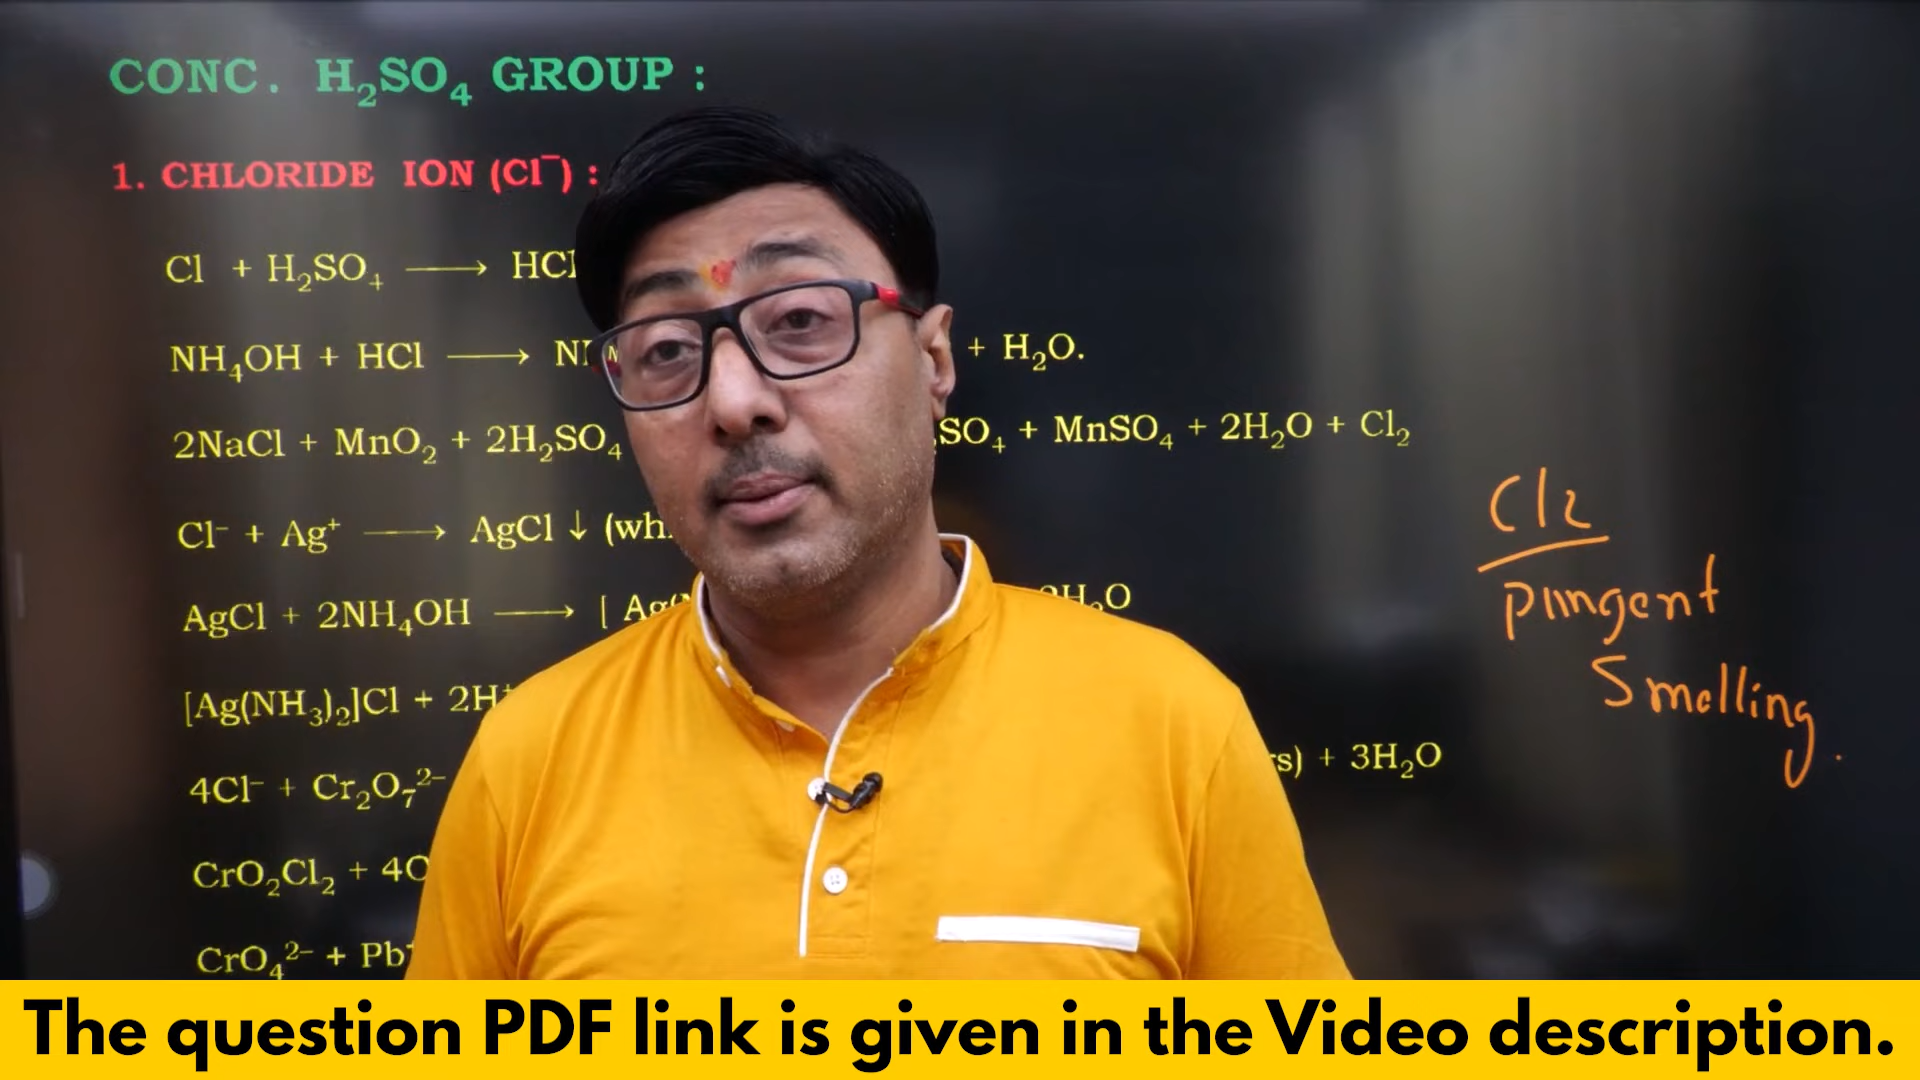 CONC. H₂SO₄ GROUP :
1. CHLORIDE ION (Cl⁻) :
Cl + H₂SO₄ ⟶ HCl
NH₄OH + HCl ⟶ + H₂O.
2NaCl + MnO₂ + 2H₂SO₄ SO₄ + MnSO₄ + 2H₂O + Cl₂
Cl⁻ + Ag⁺ ⟶ AgCl ↓
AgCl + 2NH₄OH ⟶ [ H₂O
[Ag(NH₃)₂]Cl + 2H⁺
4Cl⁻ + Cr₂O₇²⁻ s) + 3H₂O
CrO₂Cl₂ + 4O
CrO₄²⁻ + Pb⁺
Cl₂
pungent
Smelling.
The question PDF link is given in the Video description.